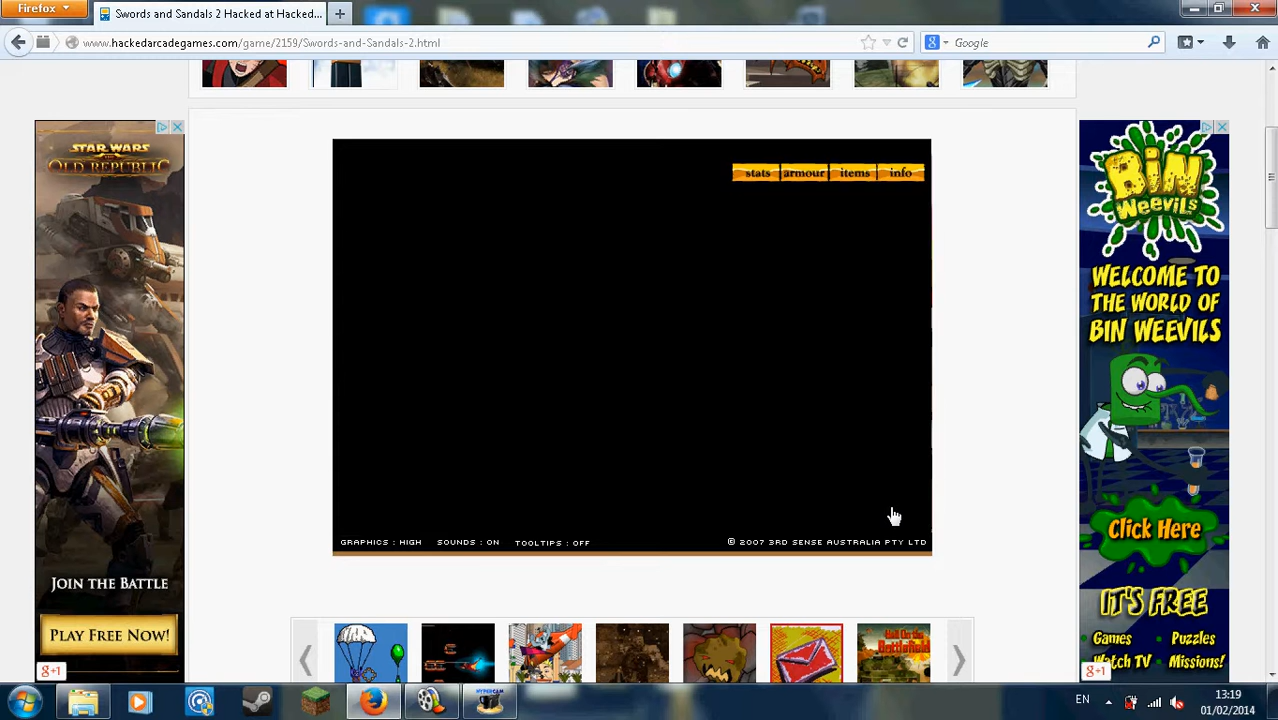 Firefox
Swords and Sandals 2 Hacked at Hacked...
www.hackedarcadegames.com/game/2159/Swords-and-Sandals-2.html
Google
STAR WARS
THE OLD REPUBLIC
JOIN THE BATTLE
PLAY FREE NOW!
g+1
stats armour items info
GRAPHICS : HIGH SOUNDS : ON TOOLTIPS : OFF
© 2007 3RD SENSE AUSTRALIA PTY LTD
BIN WEEVILS
WELCOME TO
THE WORLD OF
BIN WEEVILS
Click Here
IT'S FREE
Games Puzzles
Watch TV Missions!
g+1
HYPERCAM
EN
13:19
01/02/2014